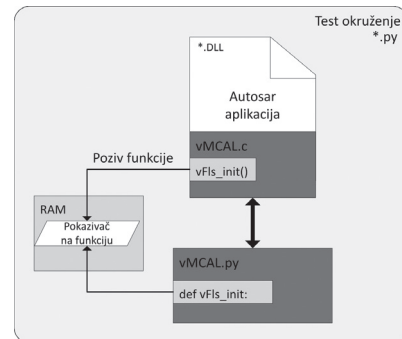 Test okruženje
*.py
*.DLL
Autosar
aplikacija
vMCAL.c
Poziv funkcije
vFls_init()
RAM
Pokazivač
na funkciju
vMCAL.py
def vFls_init: